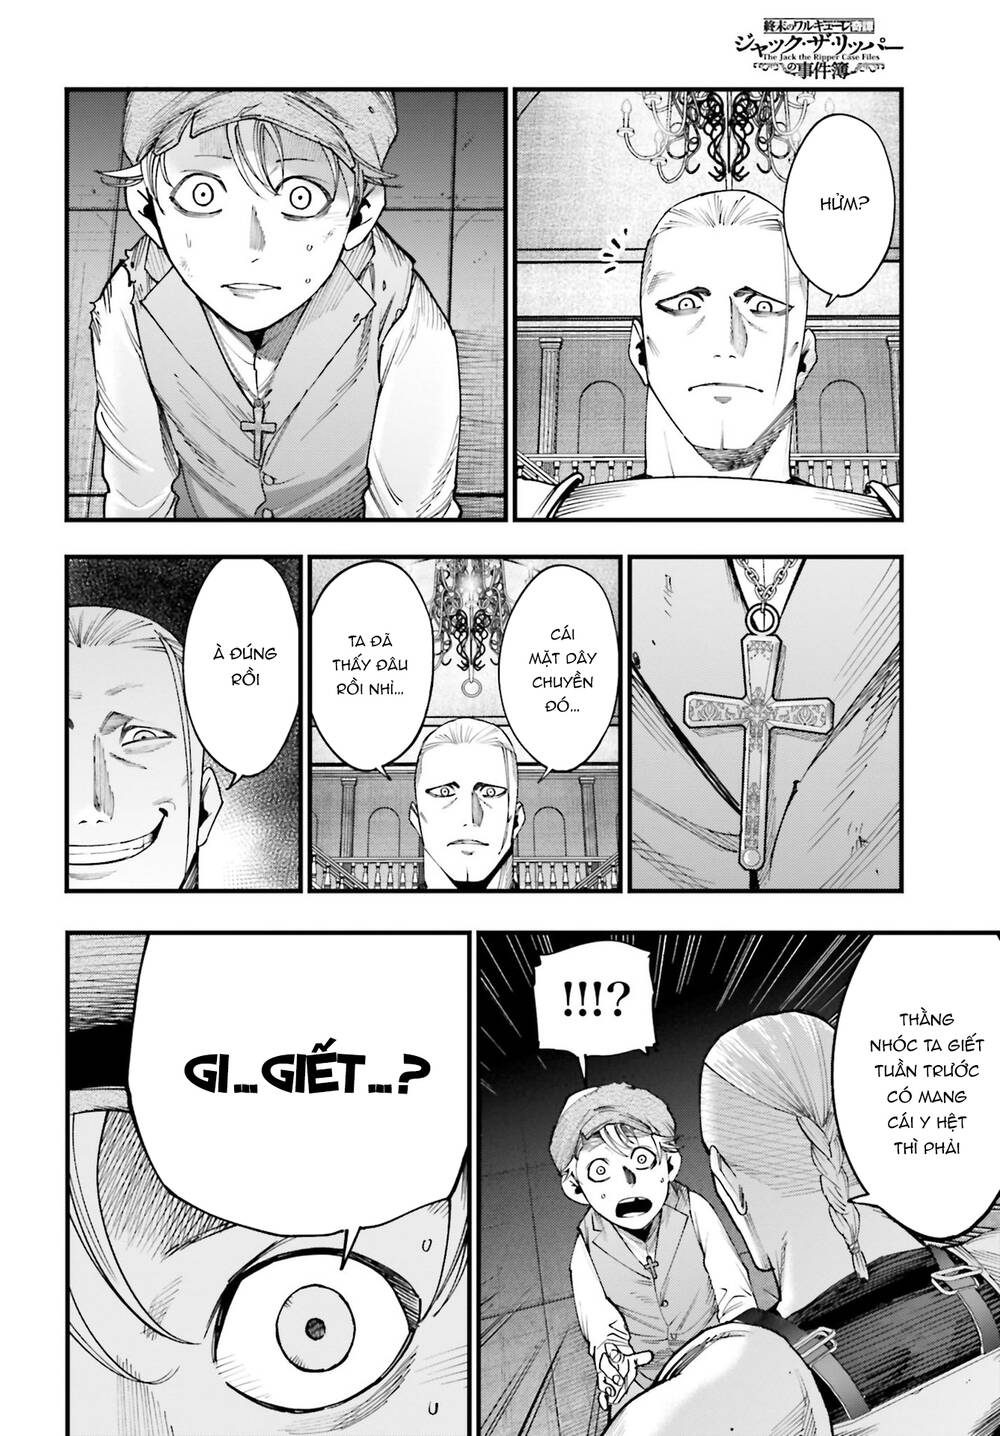 終末のワルキューレ奇譚
ジャック・ザ・リッパー
The Jack the Ripper Case Files
の事件簿
HỬM?
CÁI
MẶT DÂY
CHUYỀN
ĐÓ...
TA ĐÃ
THẤY ĐÂU
RỒI NHỈ...
À ĐÚNG
RỒI
THẰNG
NHÓC TA GIẾT
TUẦN TRƯỚC
CÓ MANG
CÁI Y HỆT
THÌ PHẢI
!!!?
GI... GIẾT...?